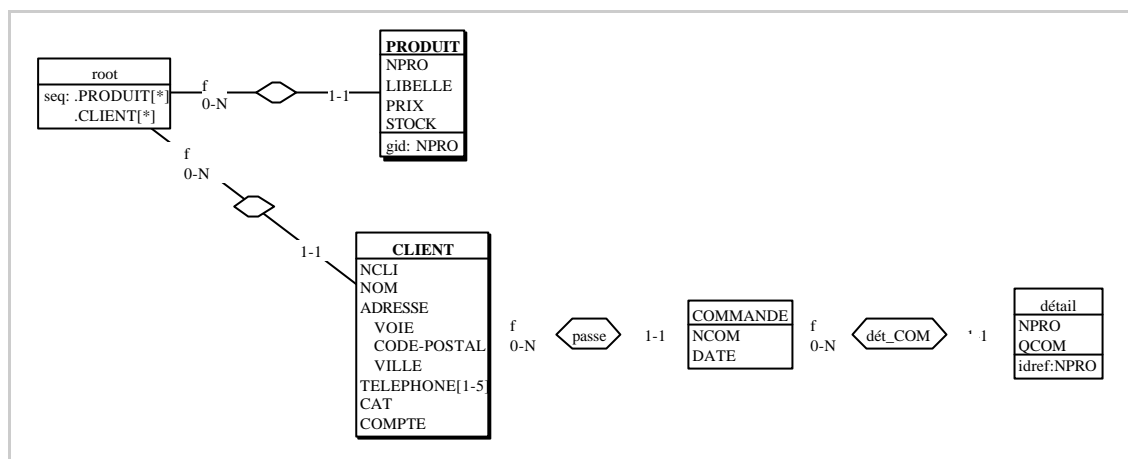 PRODUIT
NPRO
LIBELLE
PRIX
STOCK
gid: NPRO
root
seq: .PRODUIT[*]
.CLIENT[*]
f
0-N
1-1
f
0-N
1-1
CLIENT
NCLI
NOM
ADRESSE
VOIE
CODE-POSTAL
VILLE
TELEPHONE[1-5]
CAT
COMPTE
f
0-N
passe
1-1
COMMANDE
NCOM
DATE
f
0-N
dét_COM
1-1
détail
NPRO
QCOM
idref:NPRO